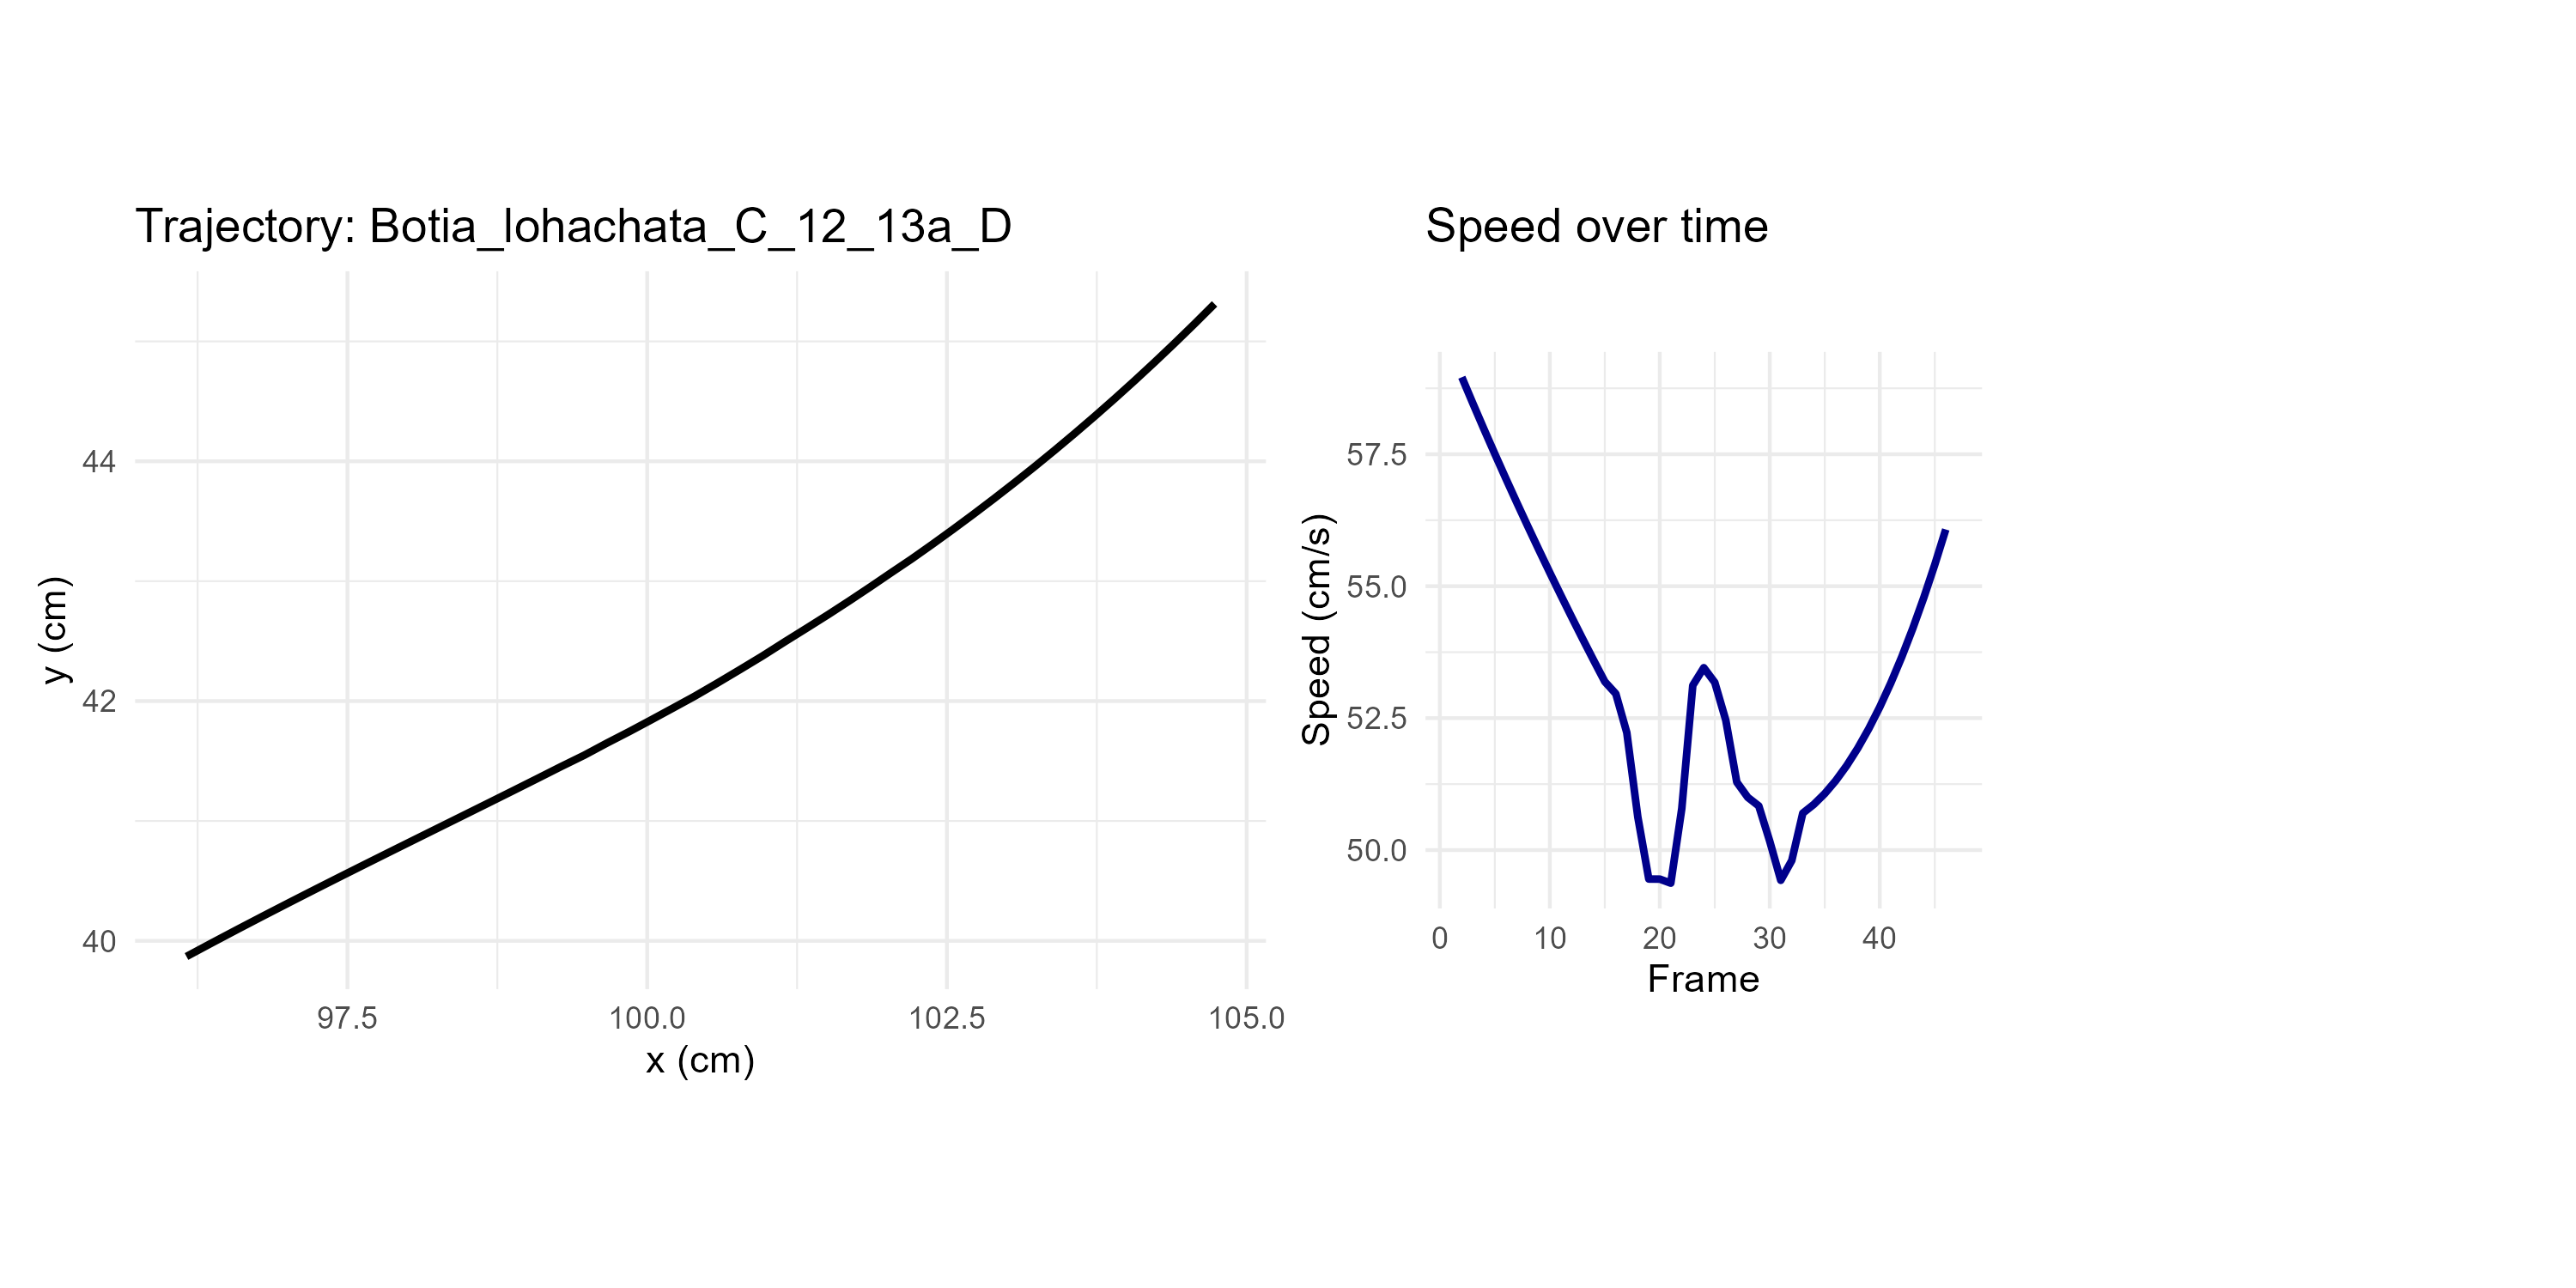 Trajectory: Botia_lohachata_C_12_13a_D
y (cm)
44
42
40
97.5 100.0 102.5 105.0
x (cm)
Speed over time
Speed (cm/s)
57.5
55.0
52.5
50.0
0 10 20 30 40
Frame